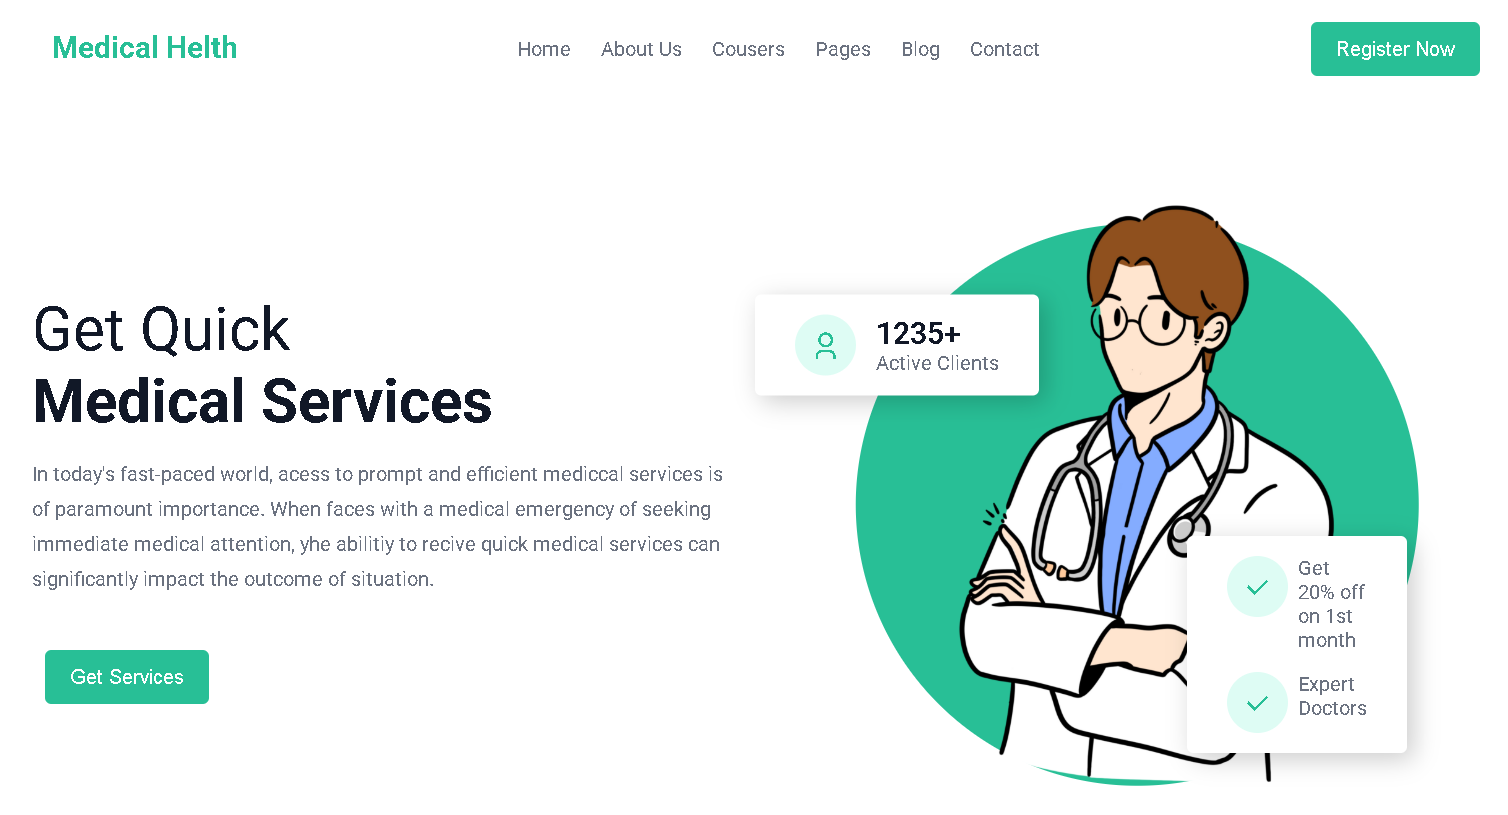 Medical Helth
Home About Us Cousers Pages Blog Contact
Register Now
Get Quick
Medical Services
In today's fast-paced world, acess to prompt and efficient mediccal services is
of paramount importance. When faces with a medical emergency of seeking
immediate medical attention, yhe abilitiy to recive quick medical services can
significantly impact the outcome of situation.
Get Services
1235+
Active Clients
Get
20% off
on 1st
month
Expert
Doctors